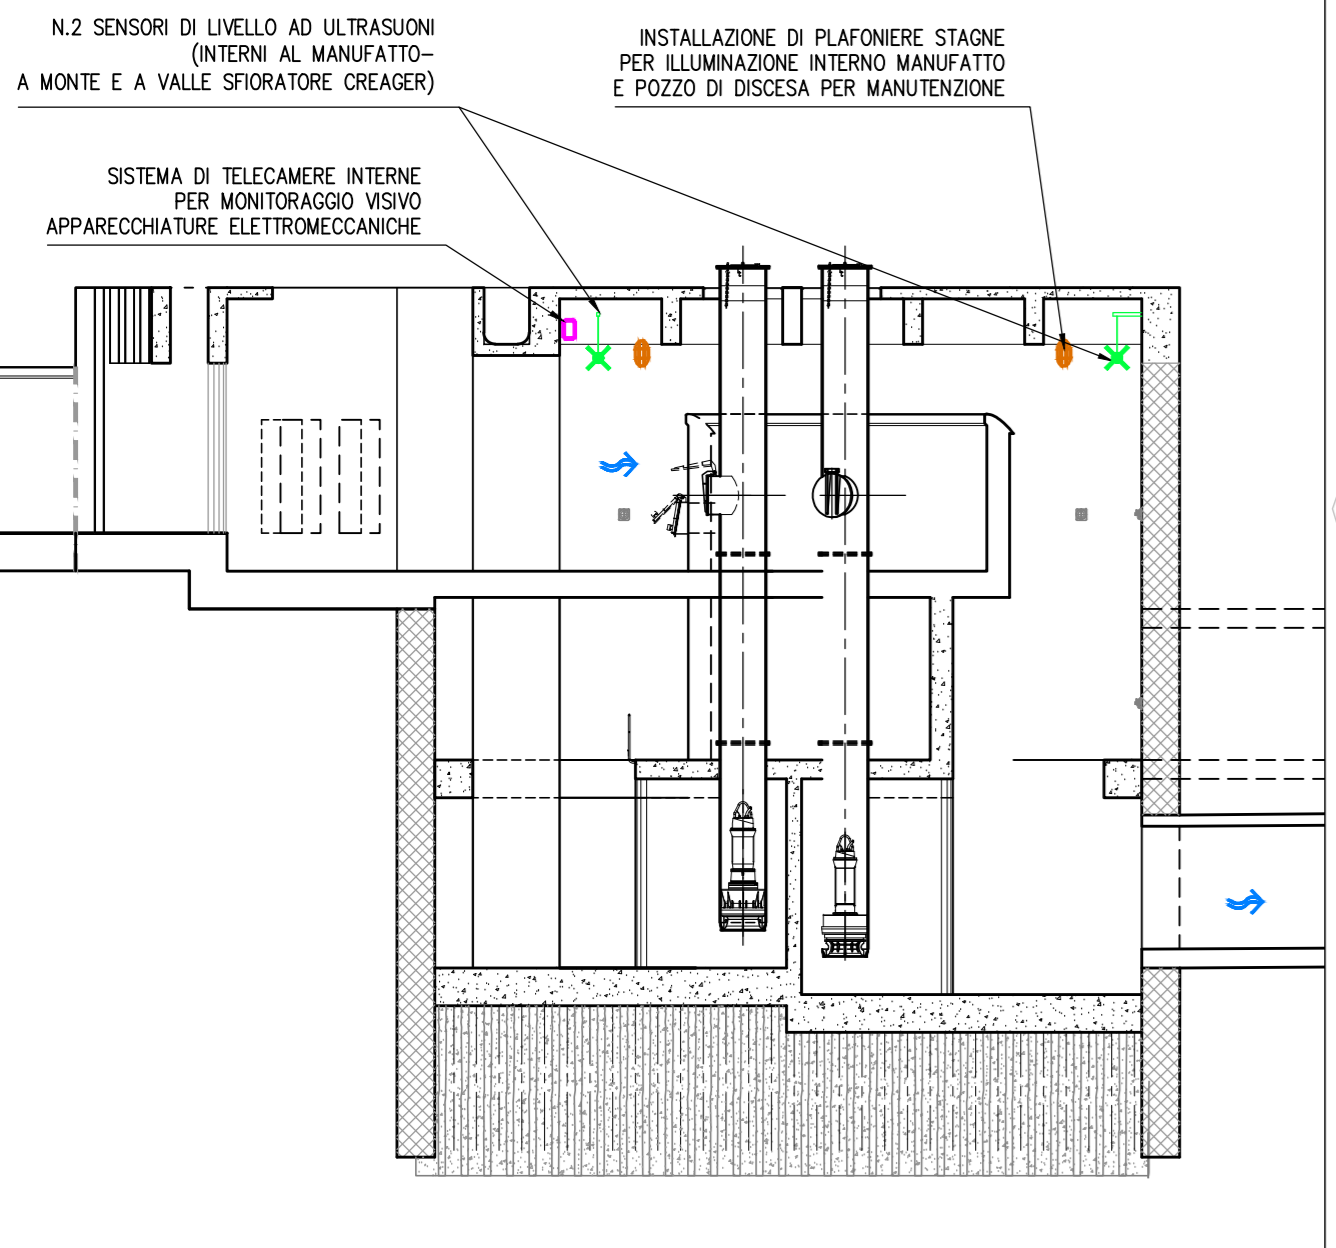 N.2 SENSORI DI LIVELLO AD ULTRASUONI
(INTERNI AL MANUFATTO-
A MONTE E A VALLE SFIORATORE CREAGER)
INSTALLAZIONE DI PLAFONIERE STAGNE
PER ILLUMINAZIONE INTERNO MANUFATTO
E POZZO DI DISCESA PER MANUTENZIONE
SISTEMA DI TELECAMERE INTERNE
PER MONITORAGGIO VISIVO
APPARECCHIATURE ELETTROMECCANICHE